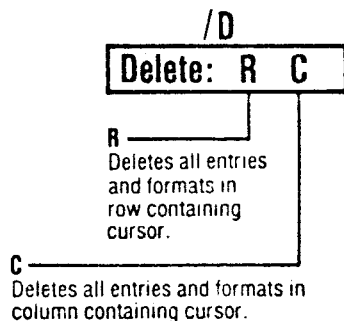 /D
Delete: R C
R
Deletes all entries
and formats in
row containing
cursor.
C
Deletes all entries and formats in
column containing cursor.